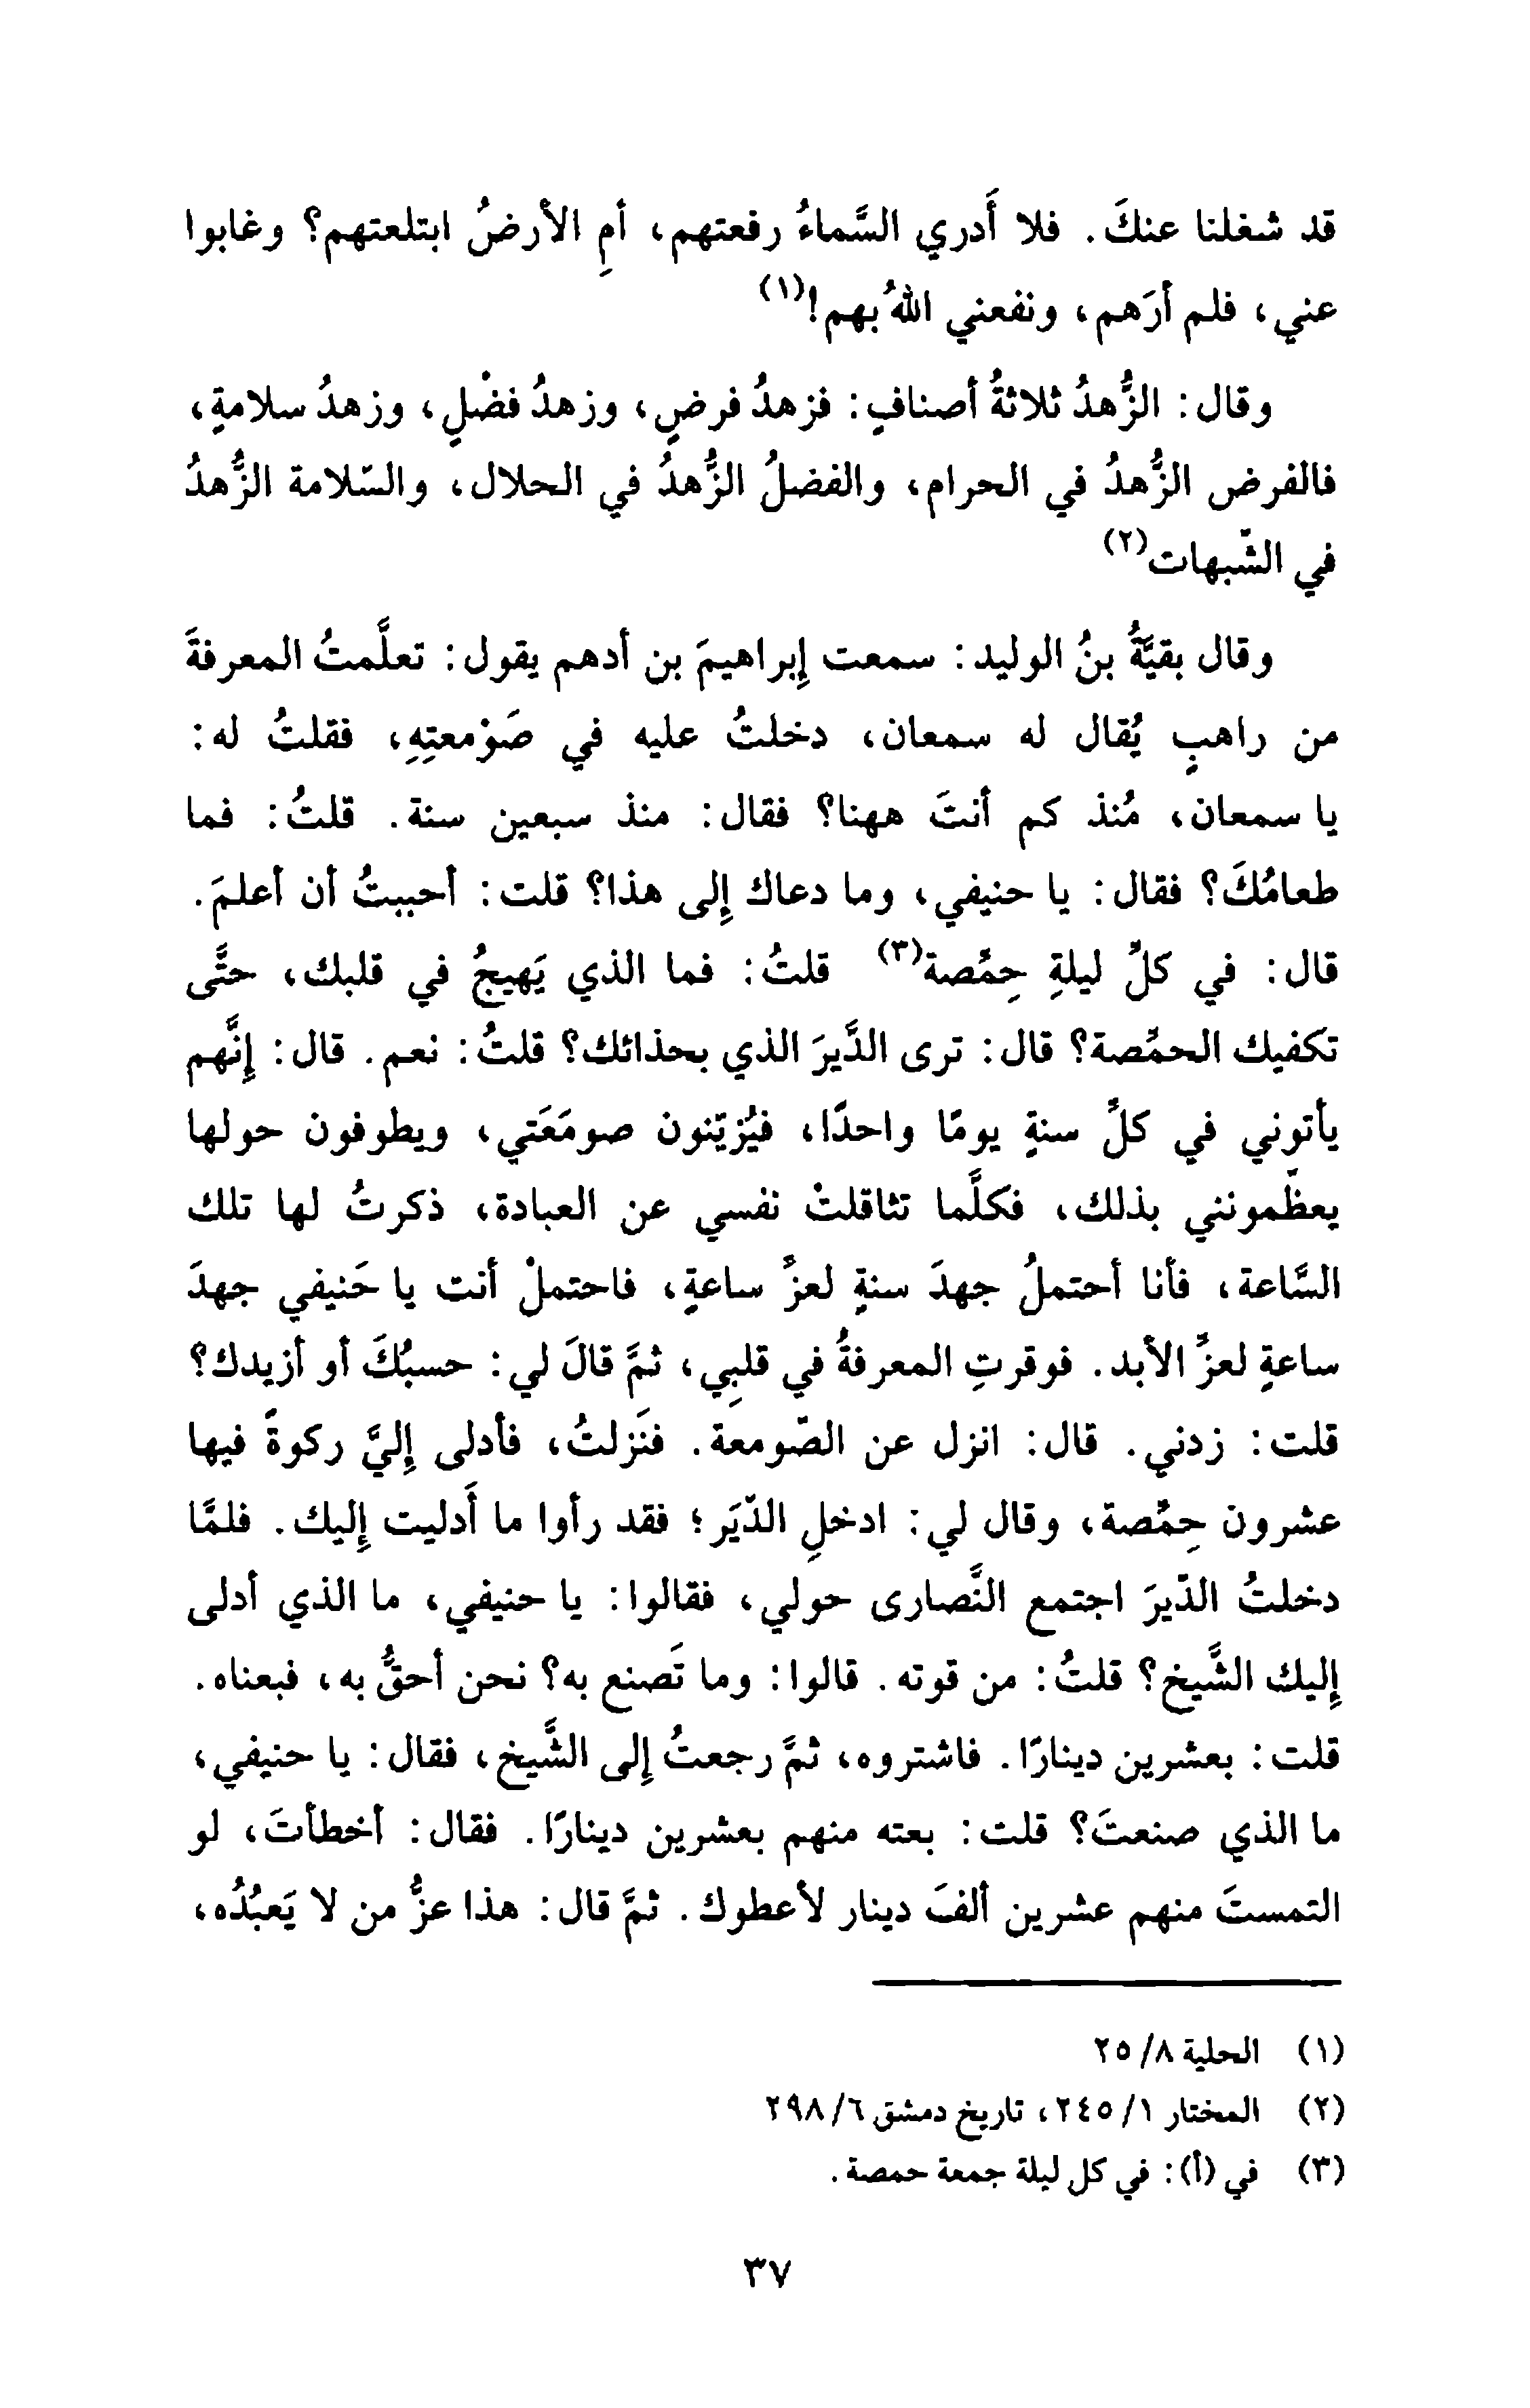 قد شغلنا عنكَ. فلا أَدري السَّماءُ رفعتهم، أمِ الأرضُ ابتلعتهم؟ وغابوا
عني، فلم أرَهم، ونفعني اللهُ بهم!(١)
وقال: الزُّهدُ ثلاثةُ أصنافٍ: فزهدُ فرضٍ، وزهدُ فضْلٍ، وزهدُ سلامةٍ،
فالفرض الزُّهدُ في الحرام، والفضلُ الزُّهدُ في الحلال، والسّلامة الزُّهدُ
في الشّبهات(٢)
وقال بقيَّةُ بنُ الوليد: سمعت إبراهيمَ بن أدهم يقول: تعلَّمتُ المعرفةَ
من راهبٍ يُقال له سمعان، دخلتُ عليه في صَوْمعتِهِ، فقلتُ له:
يا سمعان، مُنذ كم أنتَ ههنا؟ فقال: منذ سبعين سنة. قلتُ: فما
طعامُكَ؟ فقال: يا حنيفي، وما دعاك إلى هذا؟ قلت: أحببتُ أن أعلمَ.
قال: في كلِّ ليلةِ حِمَّصة(٣) قلتُ: فما الذي يَهيجُ في قلبك، حتَّى
تكفيك الحمَّصة؟ قال: ترى الدَّيرَ الذي بحذائك؟ قلتُ: نعم. قال: إنَّهم
يأتوني في كلِّ سنةٍ يومًا واحدًا، فيُزيّنون صومَعَتي، ويطوفون حولها
يعظّمونني بذلك، فكلَّما تثاقلتْ نفسي عن العبادة، ذكرتُ لها تلك
السَّاعة، فأنا أحتملُ جهدَ سنةٍ لعزِّ ساعةٍ، فاحتملْ أنت يا حَنيفي جهدَ
ساعةٍ لعزِّ الأبد. فوقرتِ المعرفةُ في قلبِي، ثمَّ قالَ لي: حسبُكَ أو أزيدك؟
قلت: زدني. قال: انزل عن الصّومعة. فنَزلتُ، فأدلى إليَّ ركوةً فيها
عشرون حِمَّصة، وقال لي: ادخلِ الدّيَر؛ فقد رأوا ما أَدليت إليك. فلمَّا
دخلتُ الدّيرَ اجتمع النَّصارى حولي، فقالوا: يا حنيفي، ما الذي أدلى
إليك الشَّيخ؟ قلتُ: من قوته. قالوا: وما تَصنع به؟ نحن أحقُّ به، فبعناه.
قلت: بعشرين دينارًا. فاشتروه، ثمَّ رجعتُ إلى الشَّيخ، فقال: يا حنيفي،
ما الذي صنعتَ؟ قلت: بعته منهم بعشرين دينارًا. فقال: أخطأتَ، لو
التمستَ منهم عشرين ألفَ دينار لأعطوك. ثمَّ قال: هذا عزُّ من لا يَعبُدُه،
(١) الحلية ٨/ ٢٥
(٢) المختار ١/ ٢٤٥، تاريخ دمشق ٦/ ٢٩٨
(٣) في (أ): في كل ليلة جمعة حمصة.
٣٧